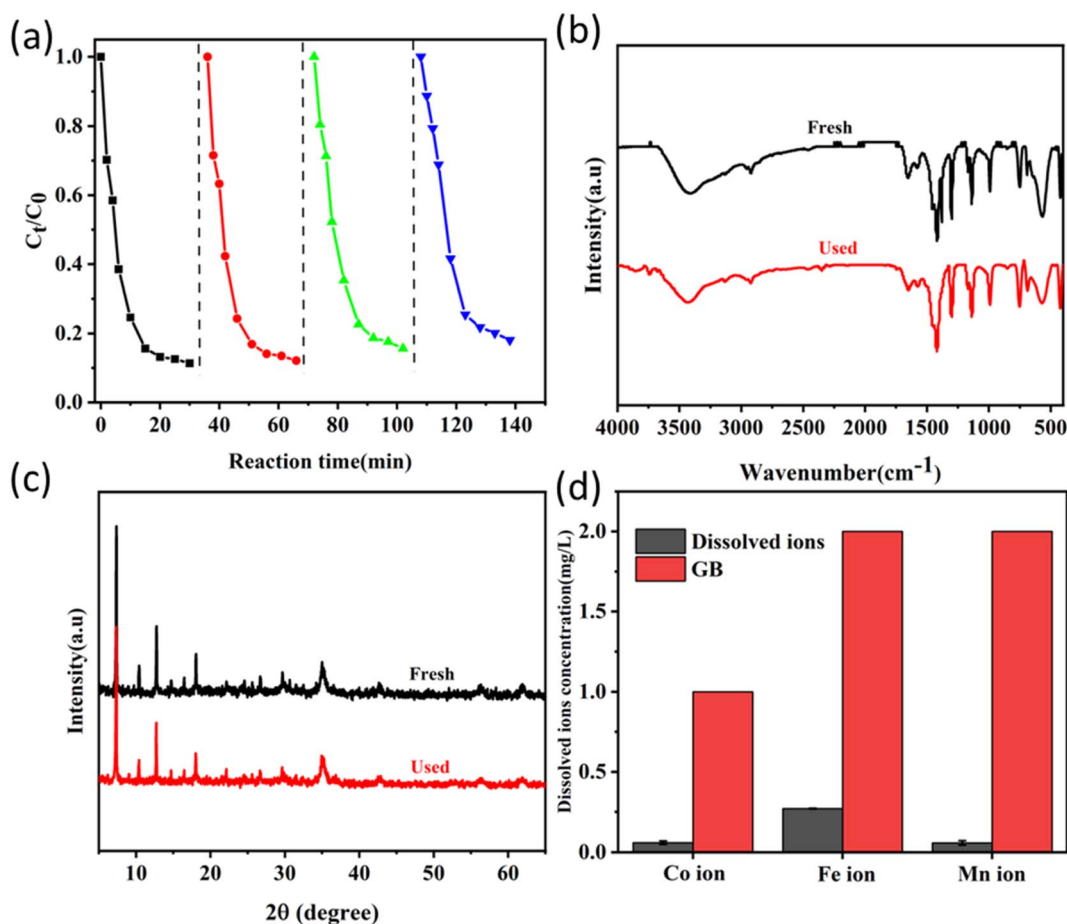 (a)
1.0
0.8
0.6
0.4
0.2
0.0
Ct/C0
0 20 40 60 80 100 120 140
Reaction time(min)
(b)
Fresh
Used
Intensity(a.u)
4000 3500 3000 2500 2000 1500 1000 500
Wavenumber(cm-1)
(c)
Fresh
Used
Intensity(a.u)
10 20 30 40 50 60
2θ (degree)
(d)
Dissolved ions
GB
2.0
1.5
1.0
0.5
0.0
Dissolved ions concentration(mg/L)
Co ion Fe ion Mn ion